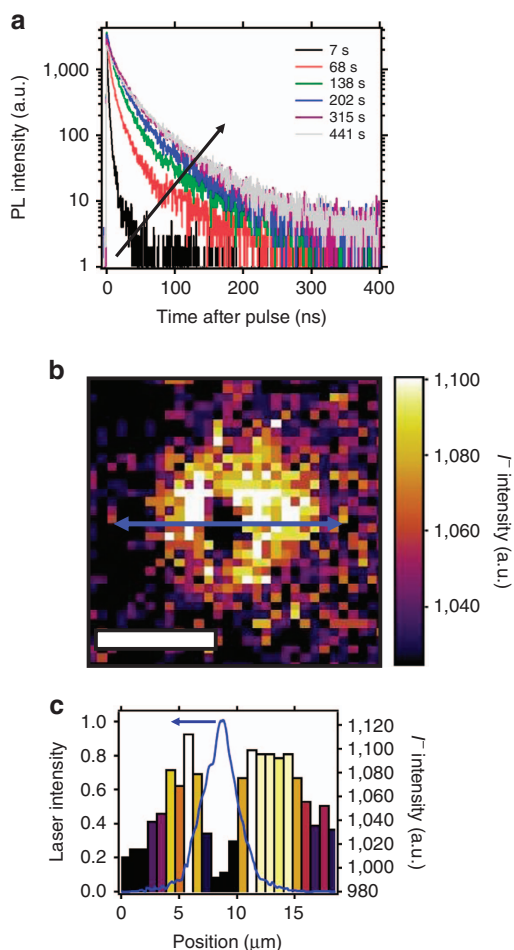 a
PL intensity (a.u.)
1,000
100
10
1
7 s
68 s
138 s
202 s
315 s
441 s
0 100 200 300 400
Time after pulse (ns)
b
1,100
1,080
1,060
1,040
I⁻ intensity (a.u.)
c
Laser intensity
1.0
0.8
0.6
0.4
0.2
0.0
1,120
1,100
1,080
1,060
1,040
1,020
1,000
980
I⁻ intensity
(a.u.)
0 5 10 15
Position (μm)